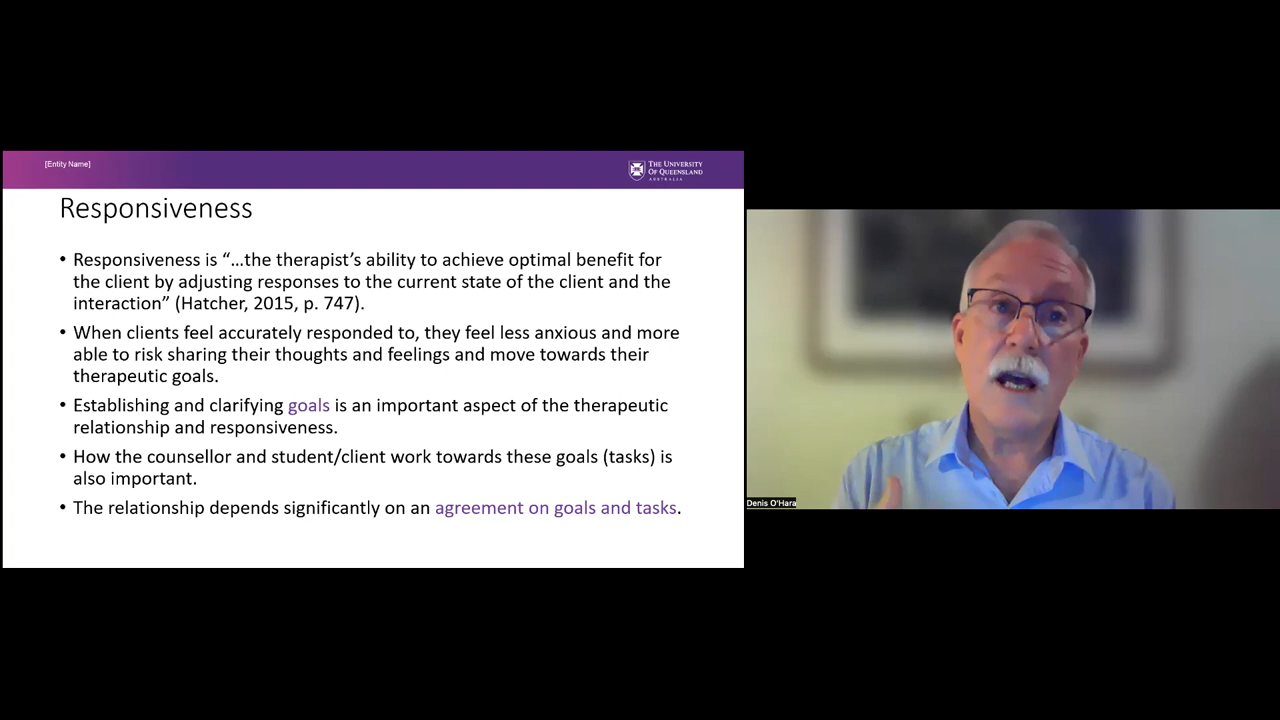 [Entity Name]
THE UNIVERSITY
OF QUEENSLAND
AUSTRALIA
Responsiveness
• Responsiveness is “…the therapist’s ability to achieve optimal benefit for
the client by adjusting responses to the current state of the client and the
interaction” (Hatcher, 2015, p. 747).
• When clients feel accurately responded to, they feel less anxious and more
able to risk sharing their thoughts and feelings and move towards their
therapeutic goals.
• Establishing and clarifying goals is an important aspect of the therapeutic
relationship and responsiveness.
• How the counsellor and student/client work towards these goals (tasks) is
also important.
• The relationship depends significantly on an agreement on goals and tasks.
Denis O'Hara